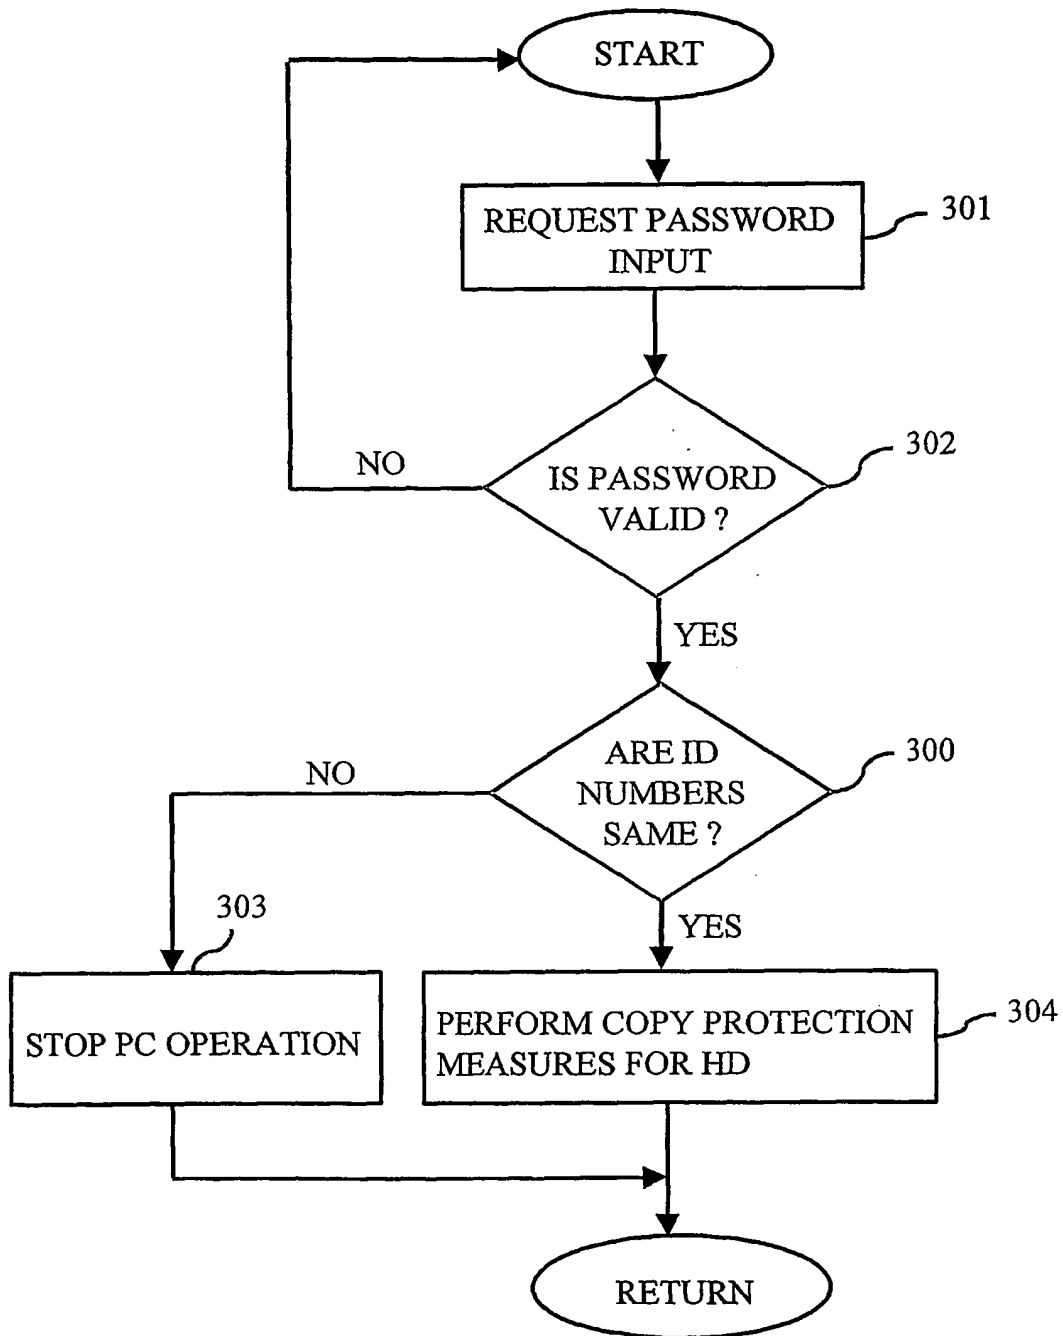 START
REQUEST PASSWORD
INPUT
301
302
NO
IS PASSWORD
VALID ?
YES
300
NO
ARE ID
NUMBERS
SAME ?
303
YES
304
STOP PC OPERATION
PERFORM COPY PROTECTION
MEASURES FOR HD
RETURN